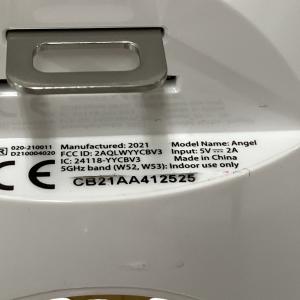 R 020-210011
D210004020
Manufactured: 2021
FCC ID: 2AQLWYYCBV3
IC: 24118-YYCBV3
5GHz band (W52, W53): Indoor use only
Model Name: Angel
Input: 5V⎓2A
Made in China
CE
CB21AA412525